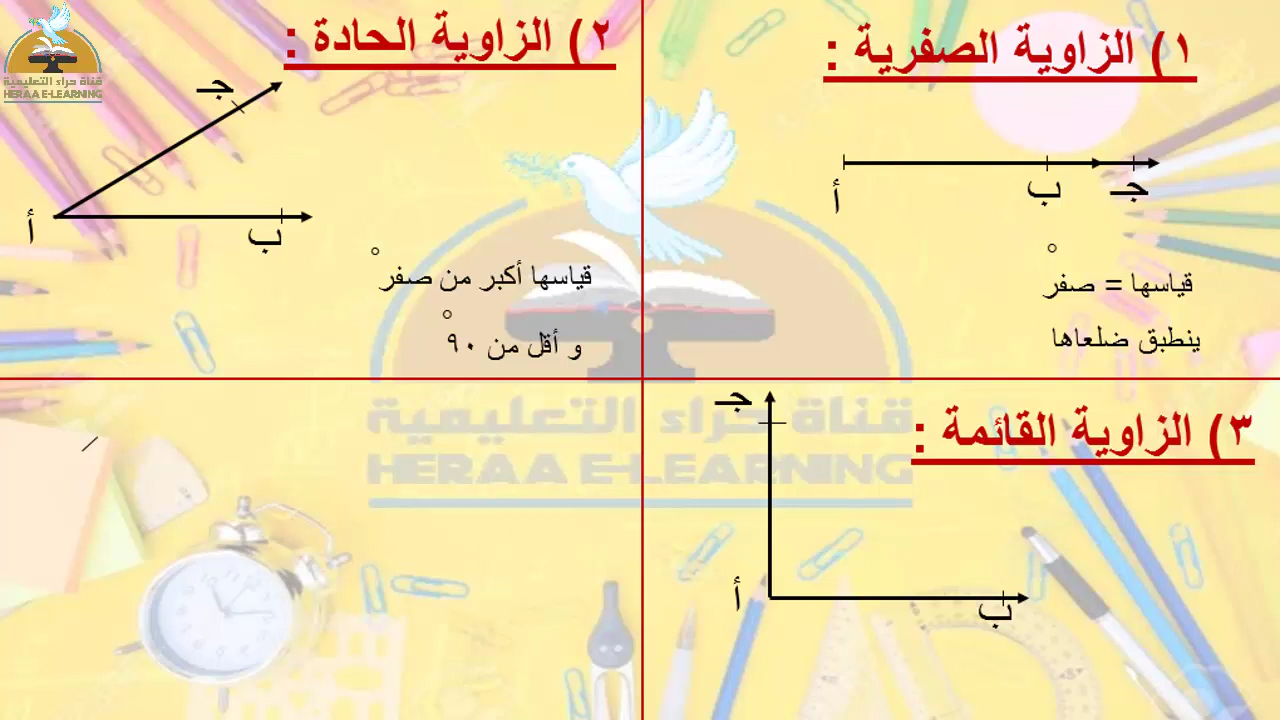 قناة حراء التعليمية
HERAA E-LEARNING
١) الزاوية الصفرية :
أ
ب
جـ
°
قياسها = صفر
ينطبق ضلعاها
٢) الزاوية الحادة :
جـ
أ
ب
°
قياسها أكبر من صفر
°
و أقل من ٩٠
قناة حراء التعليمية
HERAA E-LEARNING
٣) الزاوية القائمة :
جـ
أ
ب